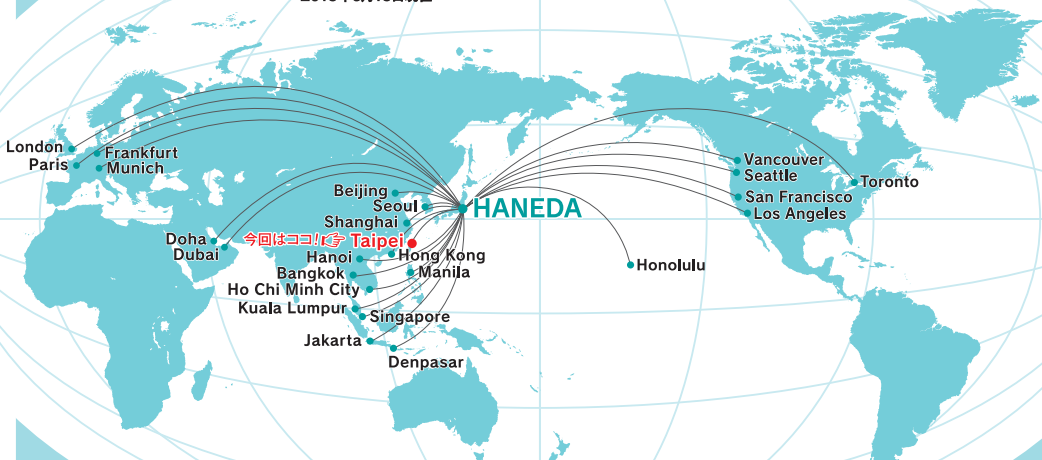 London
Paris
Frankfurt
Munich
Beijing
Seoul
Shanghai
HANEDA
Doha
Dubai
今回はココ!☞ Taipei
Hanoi
Hong Kong
Bangkok
Manila
Ho Chi Minh City
Kuala Lumpur
Singapore
Jakarta
Denpasar
Honolulu
Vancouver
Seattle
Toronto
San Francisco
Los Angeles